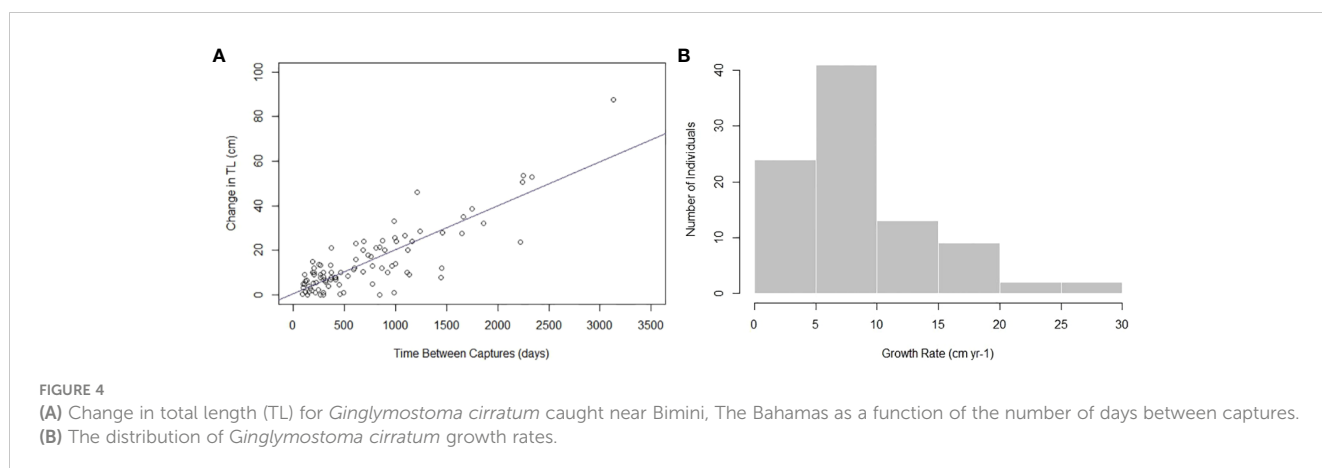 A
B
100
80
60
40
20
0
Change in TL (cm)
0 500 1000 1500 2000 2500 3000 3500
Time Between Captures (days)
40
30
20
10
0
Number of Individuals
0 5 10 15 20 25 30
Growth Rate (cm yr-1)
FIGURE 4
(A) Change in total length (TL) for Ginglymostoma cirratum caught near Bimini, The Bahamas as a function of the number of days between captures.
(B) The distribution of Ginglymostoma cirratum growth rates.